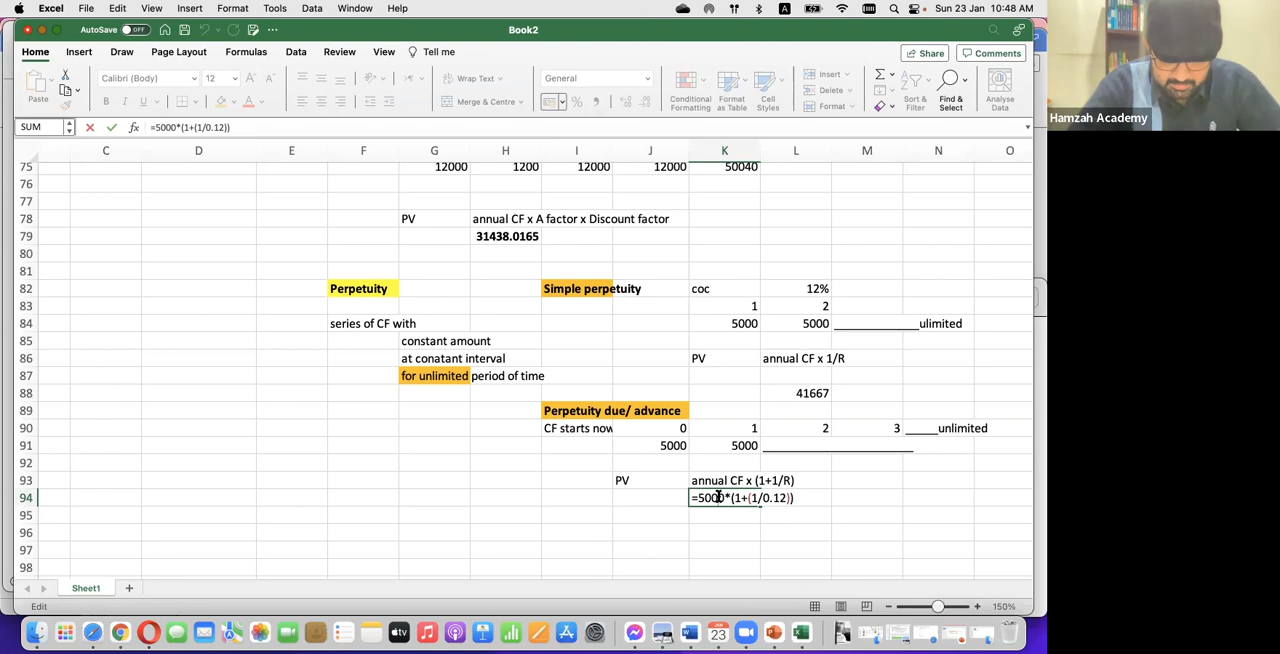 Excel File Edit View Insert Format Tools Data Window Help Sun 23 Jan 10:48 AM
AutoSave OFF Book2
Home Insert Draw Page Layout Formulas Data Review View Tell me Share Comments
Paste Calibri (Body) 12 Wrap Text General Insert
B I U Merge & Centre % Conditional Formatting Format as Table Cell Styles Delete Format Sort & Filter Find & Select Analyse Data
Hamzah Academy
SUM fx =5000*(1+(1/0.12))
C D E F G H I J K L M N O
75 12000 1200 12000 12000 50040
76
77
78 PV annual CF x A factor x Discount factor
79 31438.0165
80
81
82 Perpetuity Simple perpetuity coc 12%
83 1 2
84 series of CF with 5000 5000 ____________ulimited
85 constant amount
86 at conatant interval PV annual CF x 1/R
87 for unlimited period of time
88 41667
89 Perpetuity due/ advance
90 CF starts now 0 1 2 3 _____unlimited
91 5000 5000 ____________________
92
93 PV annual CF x (1+1/R)
94 =5000*(1+(1/0.12))
95
96
97
98
Sheet1 +
Edit 150%
tv JAN 23 W P X